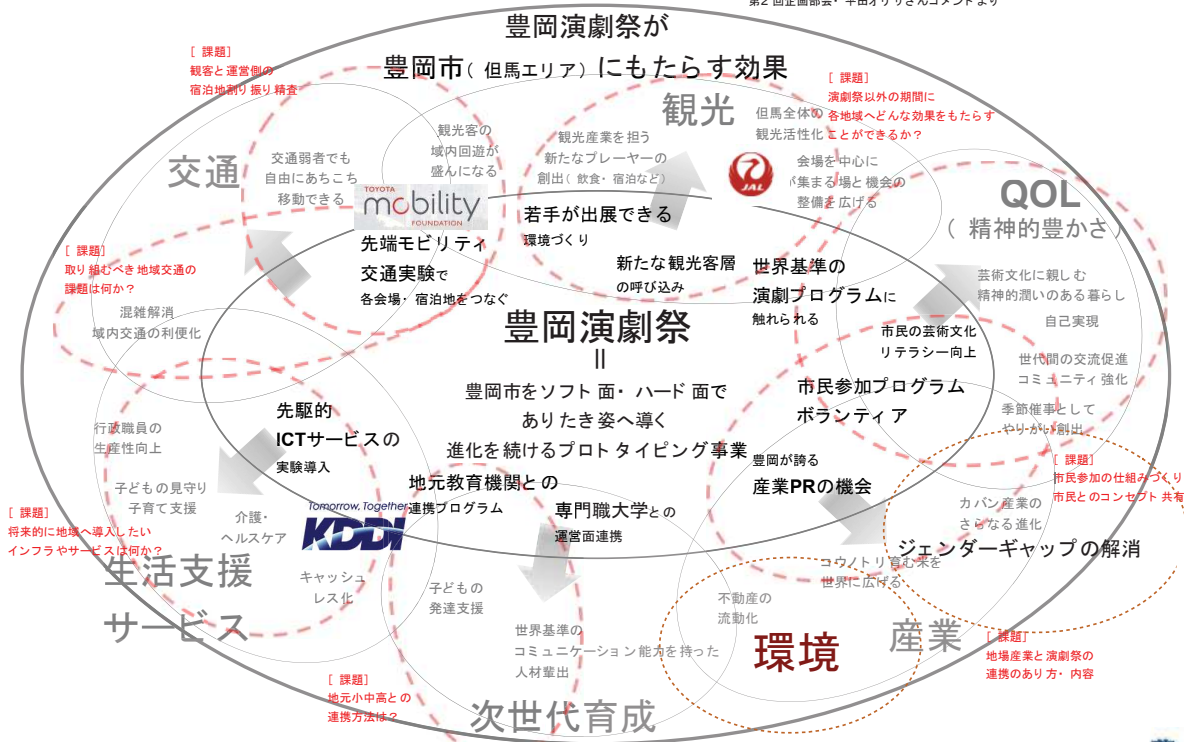 第2回企画部会・平田オリザさんコメントより
豊岡演劇祭が
豊岡市(但馬エリア)にもたらす効果
[課題]
観客と運営側の
宿泊地割り振り精査
交通
交通弱者でも
自由にあちこち
移動できる
観光客の
域内回遊が
盛んになる
観光産業を担う
新たなプレーヤーの
創出(飲食・宿泊など)
観光
但馬全体の
観光活性化
[課題]
演劇祭以外の期間に
各地域へどんな効果をもたらす
ことができるか?
JAL
会場を中心に
が集まる場と機会の
整備を広げる
QOL
(精神的豊かさ)
TOYOTA
mobility
FOUNDATION
先端モビリティ
交通実験で
各会場・宿泊地をつなぐ
若手が出展できる
環境づくり
新たな観光客層
の呼び込み
世界基準の
演劇プログラムに
触れられる
[課題]
取り組むべき地域交通の
課題は何か?
混雑解消
域内交通の利便化
芸術文化に親しむ
精神的潤いのある暮らし
自己実現
市民の芸術文化
リテラシー向上
世代間の交流促進
コミュニティ強化
季節催事として
やりがい創出
豊岡演劇祭
=
豊岡市をソフト面・ハード面で
ありたき姿へ導く
進化を続けるプロトタイピング事業
市民参加プログラム
ボランティア
先駆的
ICTサービスの
実験導入
行政職員の
生産性向上
子どもの見守り
子育て支援
介護・
ヘルスケア
キャッシュ
レス化
[課題]
将来的に地域へ導入したい
インフラやサービスは何か?
生活支援
サービス
Tomorrow, Together
KDDI
地元教育機関との
連携プログラム
専門職大学との
運営面連携
豊岡が誇る
産業PRの機会
[課題]
市民参加の仕組みづくり
市民とのコンセプト共有
カバン産業の
さらなる進化
ジェンダーギャップの解消
コウノトリ育む米を
世界に広げる
子どもの
発達支援
世界基準の
コミュニケーション能力を持った
人材輩出
不動産の
流動化
環境
産業
[課題]
地場産業と演劇祭の
連携のあり方・内容
[課題]
地元小中高との
連携方法は?
次世代育成